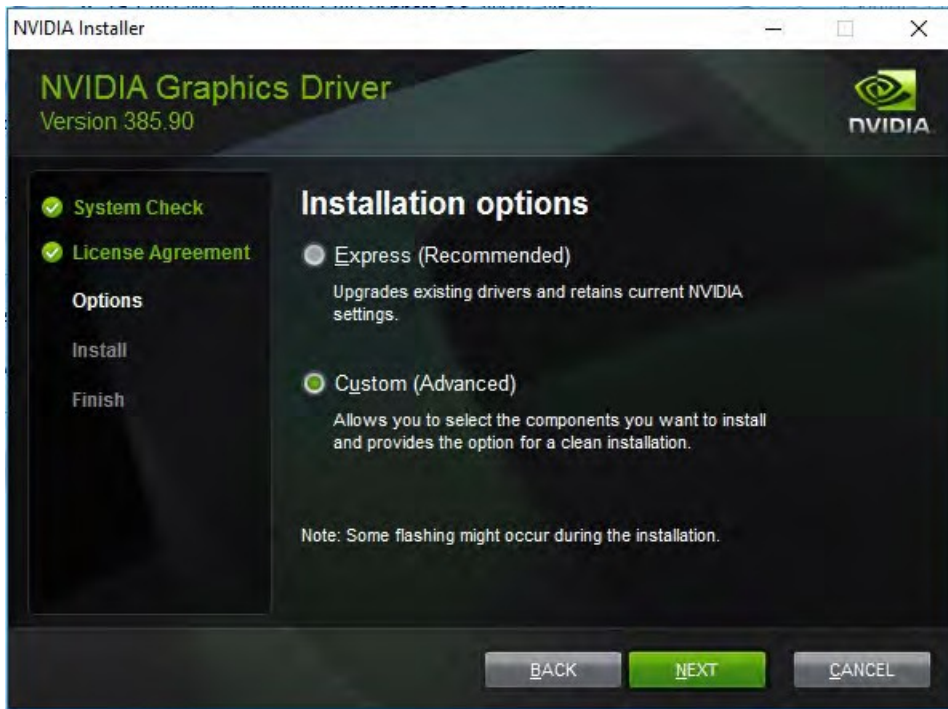 NVIDIA Installer
NVIDIA Graphics Driver
Version 385.90
NVIDIA
System Check
License Agreement
Options
Install
Finish
Installation options
Express (Recommended)
Upgrades existing drivers and retains current NVIDIA
settings.
Custom (Advanced)
Allows you to select the components you want to install
and provides the option for a clean installation.
Note: Some flashing might occur during the installation.
BACK
NEXT
CANCEL